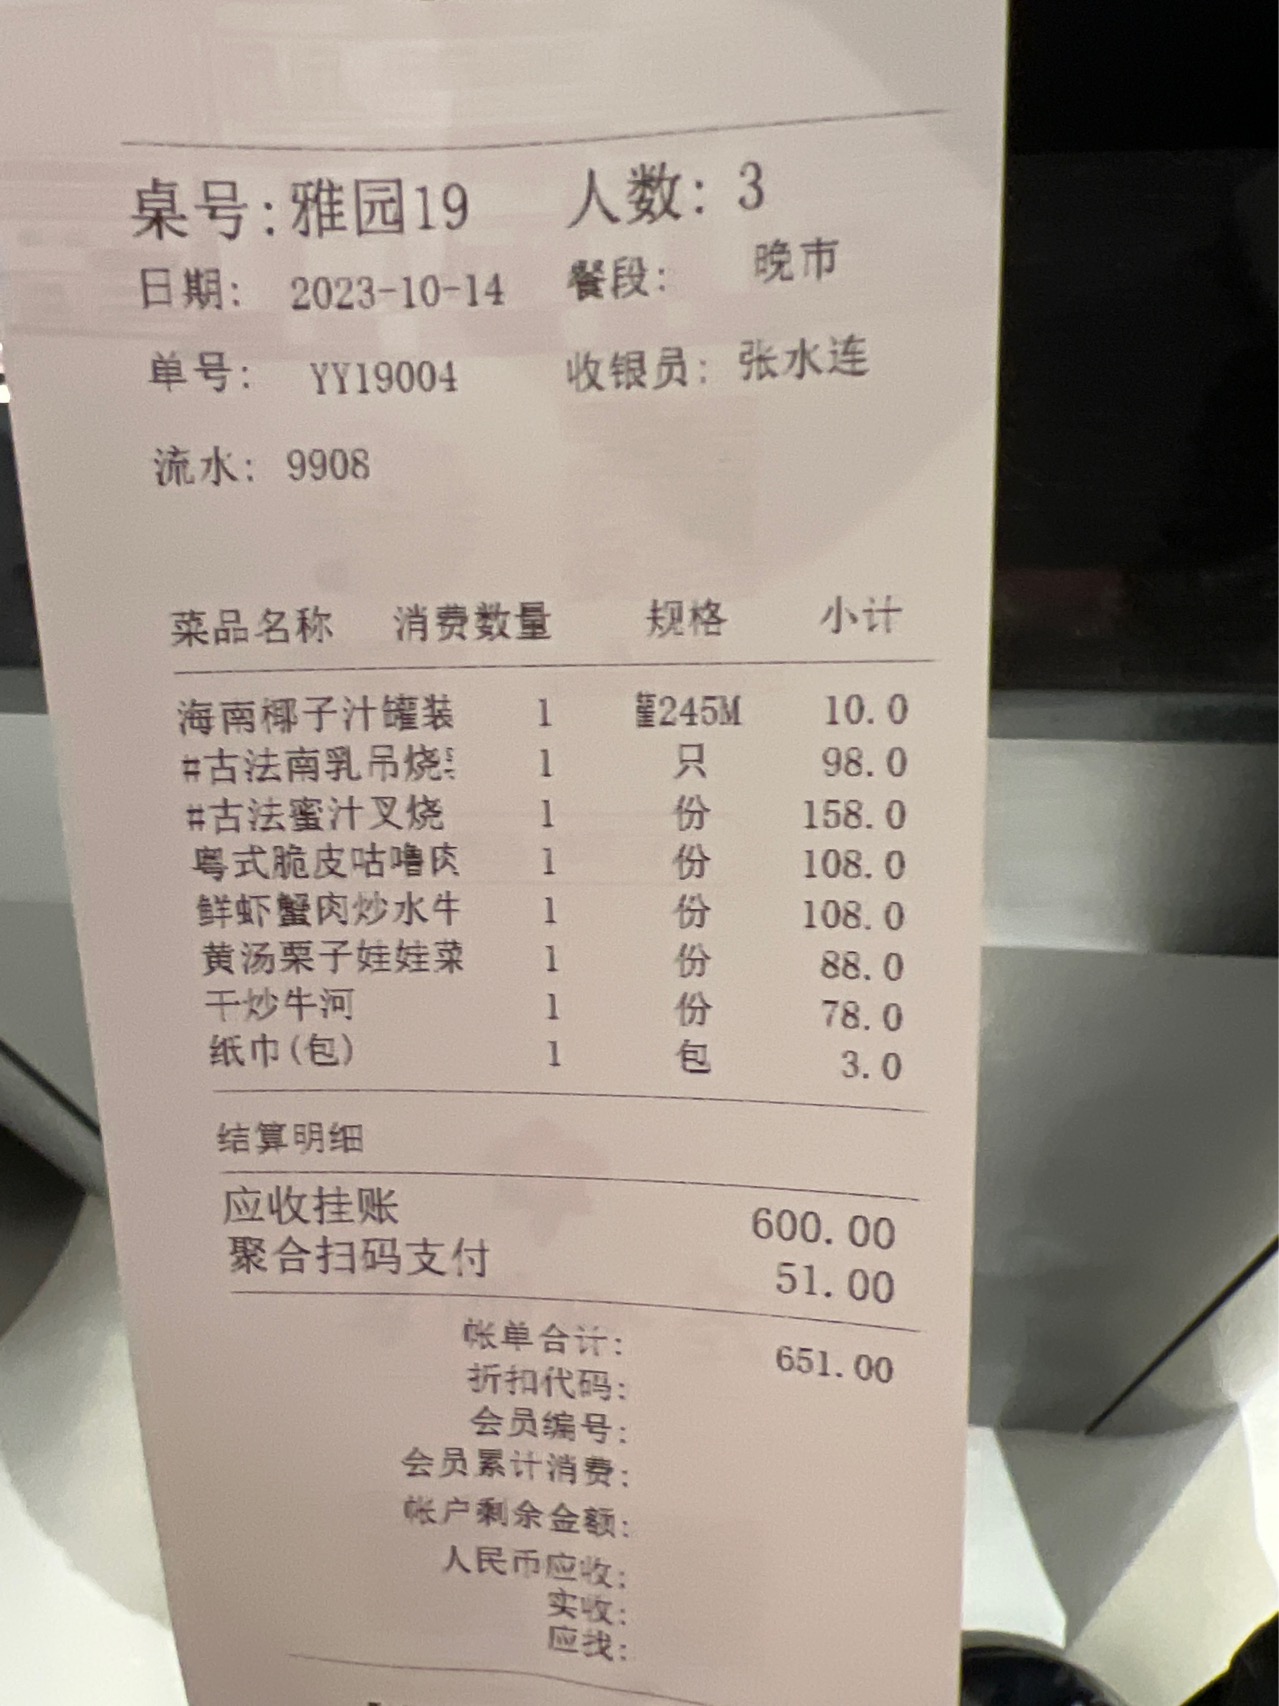 桌号:雅园19 人数: 3
日期: 2023-10-14 餐段: 晚市
单号: YY19004 收银员: 张水连
流水: 9908
菜品名称 消费数量 规格 小计
海南椰子汁罐装 1 245M 10.0
#古法南乳吊烧 1 只 98.0
#古法蜜汁叉烧 1 份 158.0
粤式脆皮咕噜肉 1 份 108.0
鲜虾蟹肉炒水牛 1 份 108.0
黄汤栗子娃娃菜 1 份 88.0
干炒牛河 1 份 78.0
纸巾(包) 1 包 3.0
结算明细
应收挂账 600.00
聚合扫码支付 51.00
帐单合计: 651.00
折扣代码:
会员编号:
会员累计消费:
帐户剩余金额:
人民币应收:
实收:
应找: